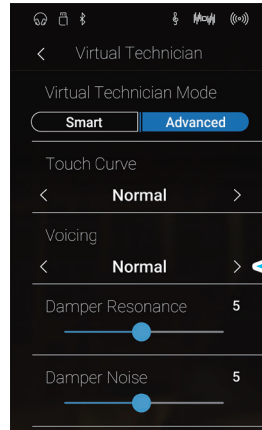 Virtual Technician
Virtual Technician Mode
Smart Advanced
Touch Curve
Normal
Voicing
Normal
Damper Resonance 5
Damper Noise 5